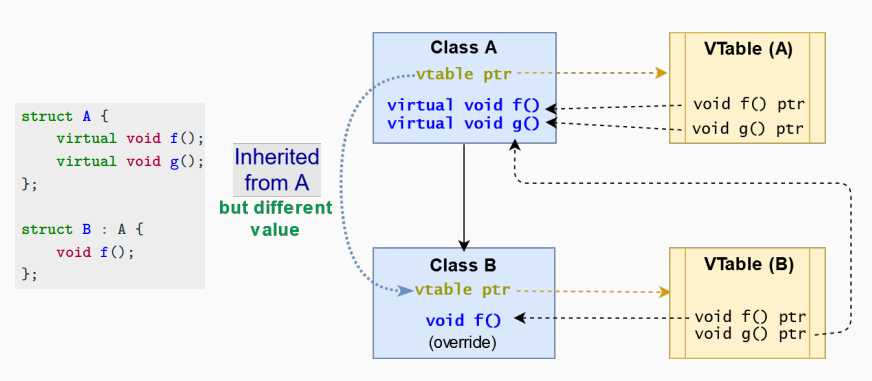 struct A {
    virtual void f();
    virtual void g();
};
struct B : A {
    void f();
};
Inherited
from A
but different
value
Class A
vtable ptr
virtual void f()
virtual void g()
VTable (A)
void f() ptr
void g() ptr
Class B
vtable ptr
void f()
(override)
VTable (B)
void f() ptr
void g() ptr